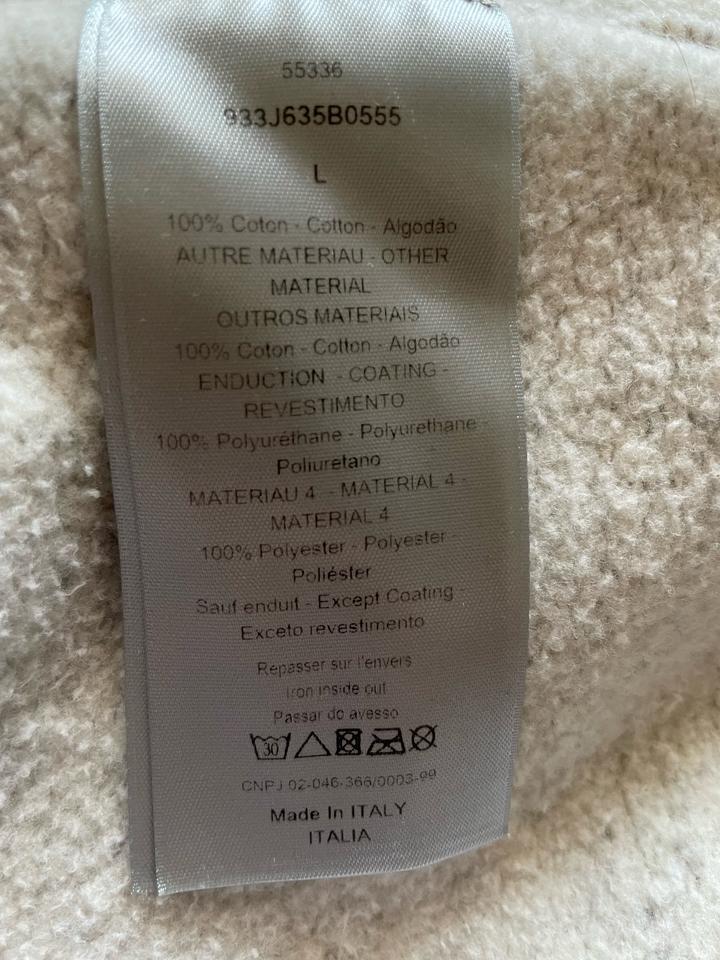 55336
933J635B0555
L
100% Coton - Cotton - Algodão
AUTRE MATERIAU - OTHER
MATERIAL
OUTROS MATERIAIS
100% Coton - Cotton - Algodão
ENDUCTION - COATING -
REVESTIMENTO
100% Polyuréthane - Polyurethane -
Poliuretano
MATERIAU 4 - MATERIAL 4 -
MATERIAL 4
100% Polyester - Polyester -
Poliéster
Sauf enduit - Except Coating -
Exceto revestimento
Repasser sur l'envers
Iron inside out
Passar do avesso
30
CNPJ 02-046-366/0003-99
Made In ITALY
ITALIA